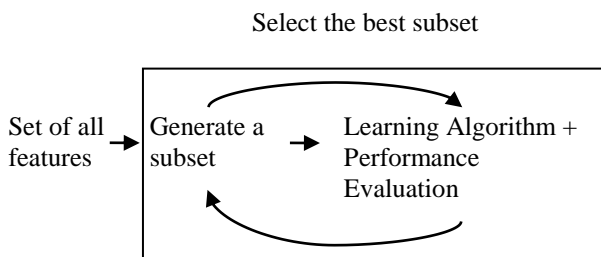 Select the best subset
Set of all
features
Generate a
subset
Learning Algorithm +
Performance
Evaluation